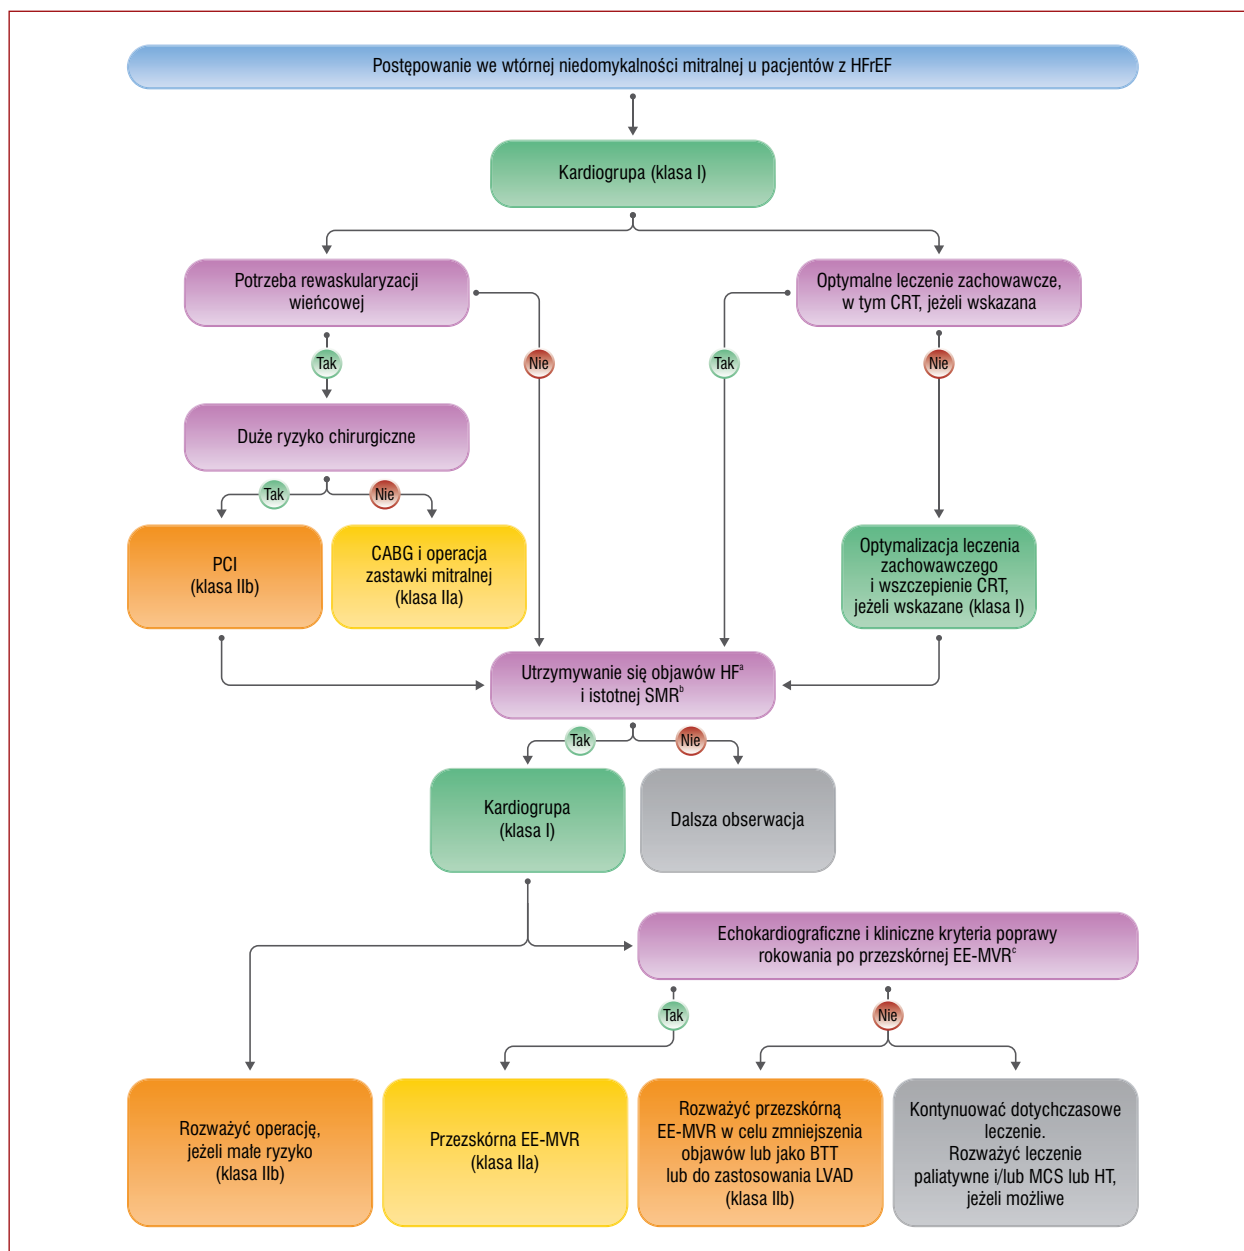 Postępowanie we wtórnej niedomykalności mitralnej u pacjentów z HFrEF
Kardiogrupa (klasa I)
Potrzeba rewaskularyzacji
wieńcowej
Optymalne leczenie zachowawcze,
w tym CRT, jeżeli wskazana
Tak
Nie
Tak
Nie
Duże ryzyko chirurgiczne
Tak
Nie
PCI
(klasa IIb)
CABG i operacja
zastawki mitralnej
(klasa IIa)
Optymalizacja leczenia
zachowawczego
i wszczepienie CRT,
jeżeli wskazane (klasa I)
Utrzymywanie się objawów HFᵃ
i istotnej SMRᵇ
Tak
Nie
Kardiogrupa
(klasa I)
Dalsza obserwacja
Echokardiograficzne i kliniczne kryteria poprawy
rokowania po przezskórnej EE-MVRᶜ
Tak
Nie
Rozważyć operację,
jeżeli małe ryzyko
(klasa IIb)
Przezskórna EE-MVR
(klasa IIa)
Rozważyć przezskórną
EE-MVR w celu zmniejszenia
objawów lub jako BTT
lub do zastosowania LVAD
(klasa IIb)
Kontynuować dotychczasowe
leczenie.
Rozważyć leczenie
paliatywne i/lub MCS lub HT,
jeżeli możliwe